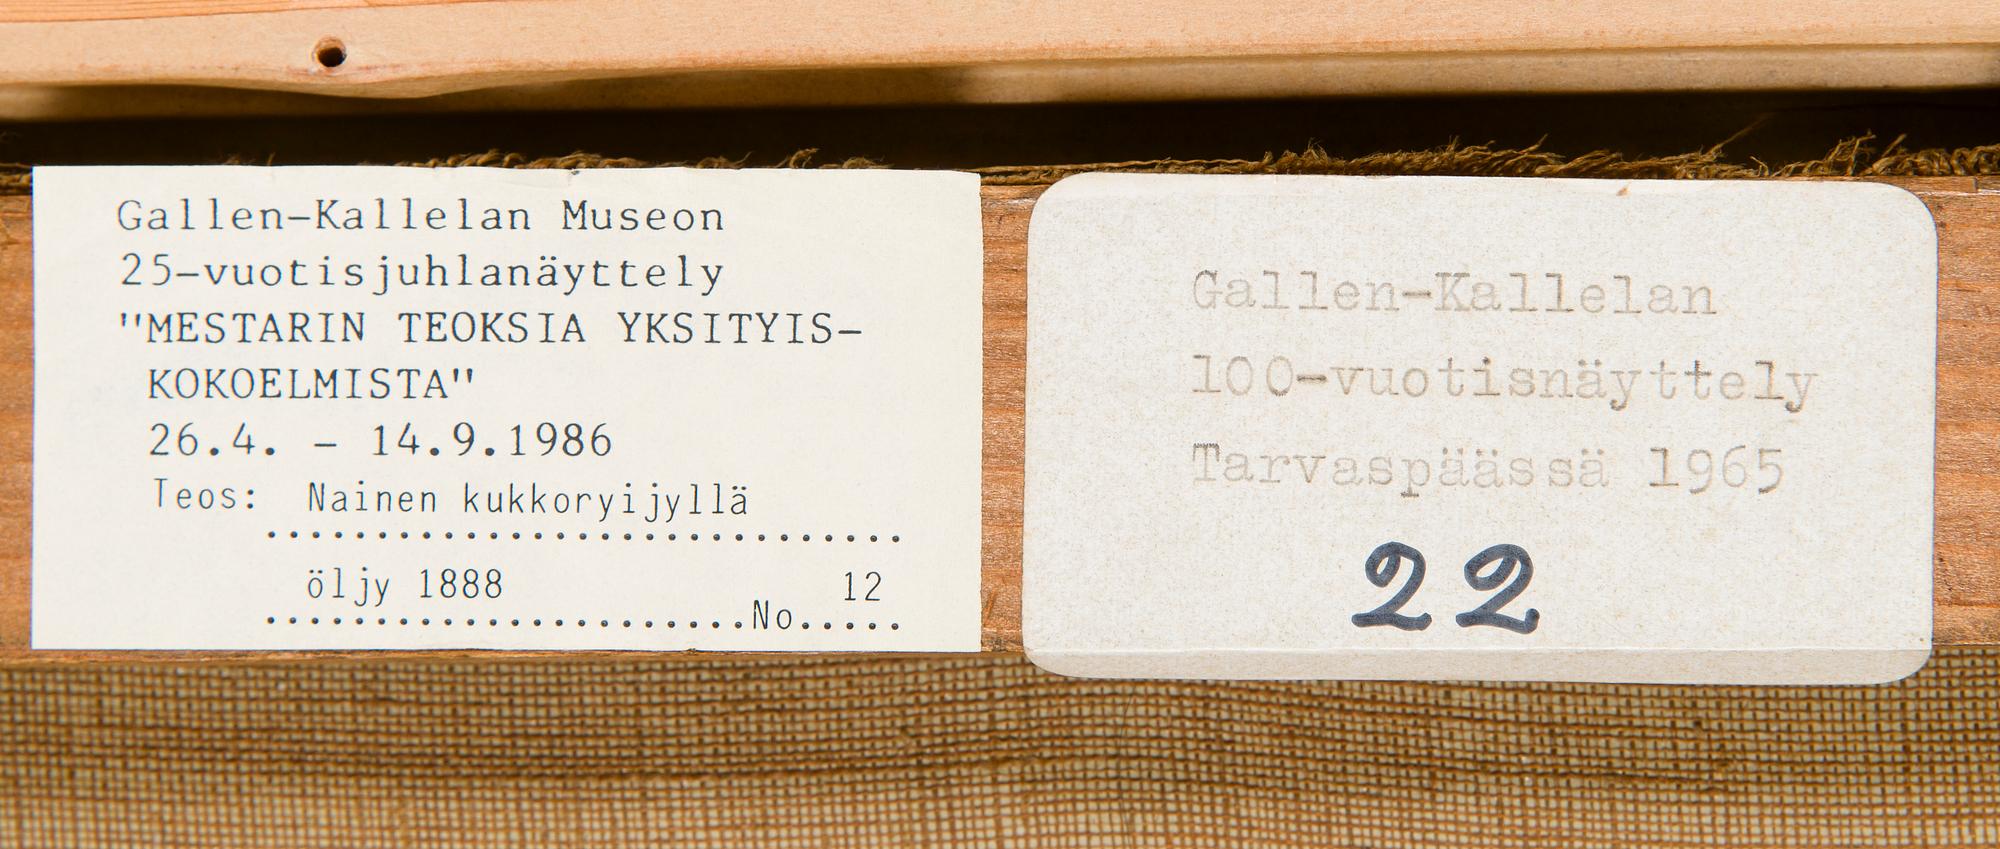 Gallen-Kallelan Museon
25-vuotisjuhlanäyttely
"MESTARIN TEOKSIA YKSITYIS-
KOKOELMISTA"
26.4. - 14.9.1986
Teos: Nainen kukkoryijyllä
öljy 1888 12
No
Gallen-Kallelan
100-vuotisnäyttely
Tarvaspäässä 1965
22